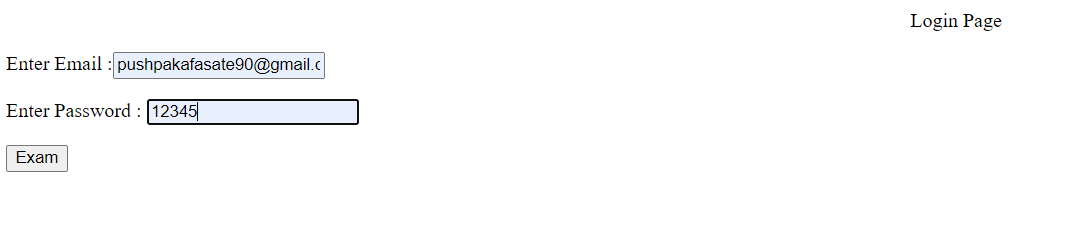 Login Page
Enter Email :pushpakafasate90@gmail.c
Enter Password : 12345
Exam